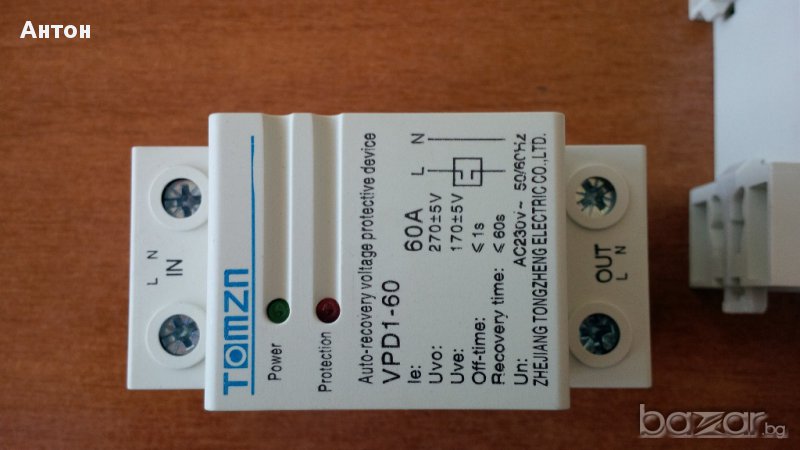 Антон
TOMZN
Power
Protection
Auto-recovery voltage protective device
VPD1-60
Ie: 60A
Uvo: 270±5V
Uve: 170±5V
Off-time: ≤ 1s
Recovery time: ≤ 60s
Un: AC230v~ 50/60Hz
ZHEJIANG TONGZHENG ELECTRIC CO.,LTD.
L N
L N
IN
OUT
L N
bazar.bg